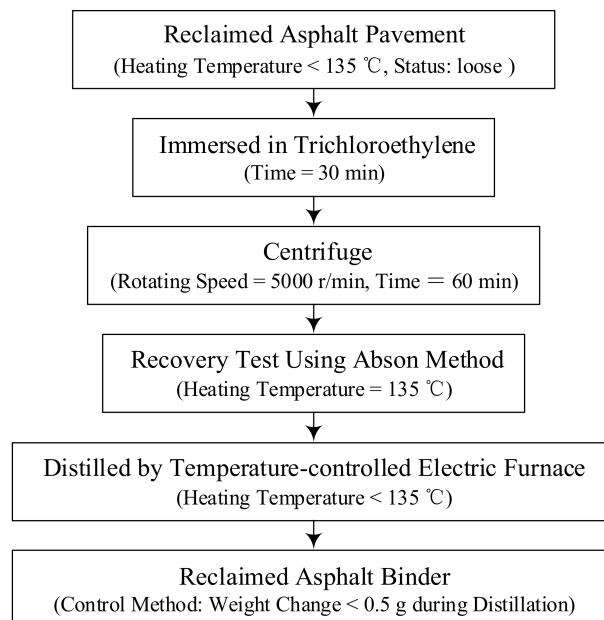 Reclaimed Asphalt Pavement
(Heating Temperature < 135 ℃, Status: loose )
Immersed in Trichloroethylene
(Time = 30 min)
Centrifuge
(Rotating Speed = 5000 r/min, Time = 60 min)
Recovery Test Using Abson Method
(Heating Temperature = 135 ℃)
Distilled by Temperature-controlled Electric Furnace
(Heating Temperature < 135 ℃)
Reclaimed Asphalt Binder
(Control Method: Weight Change < 0.5 g during Distillation)